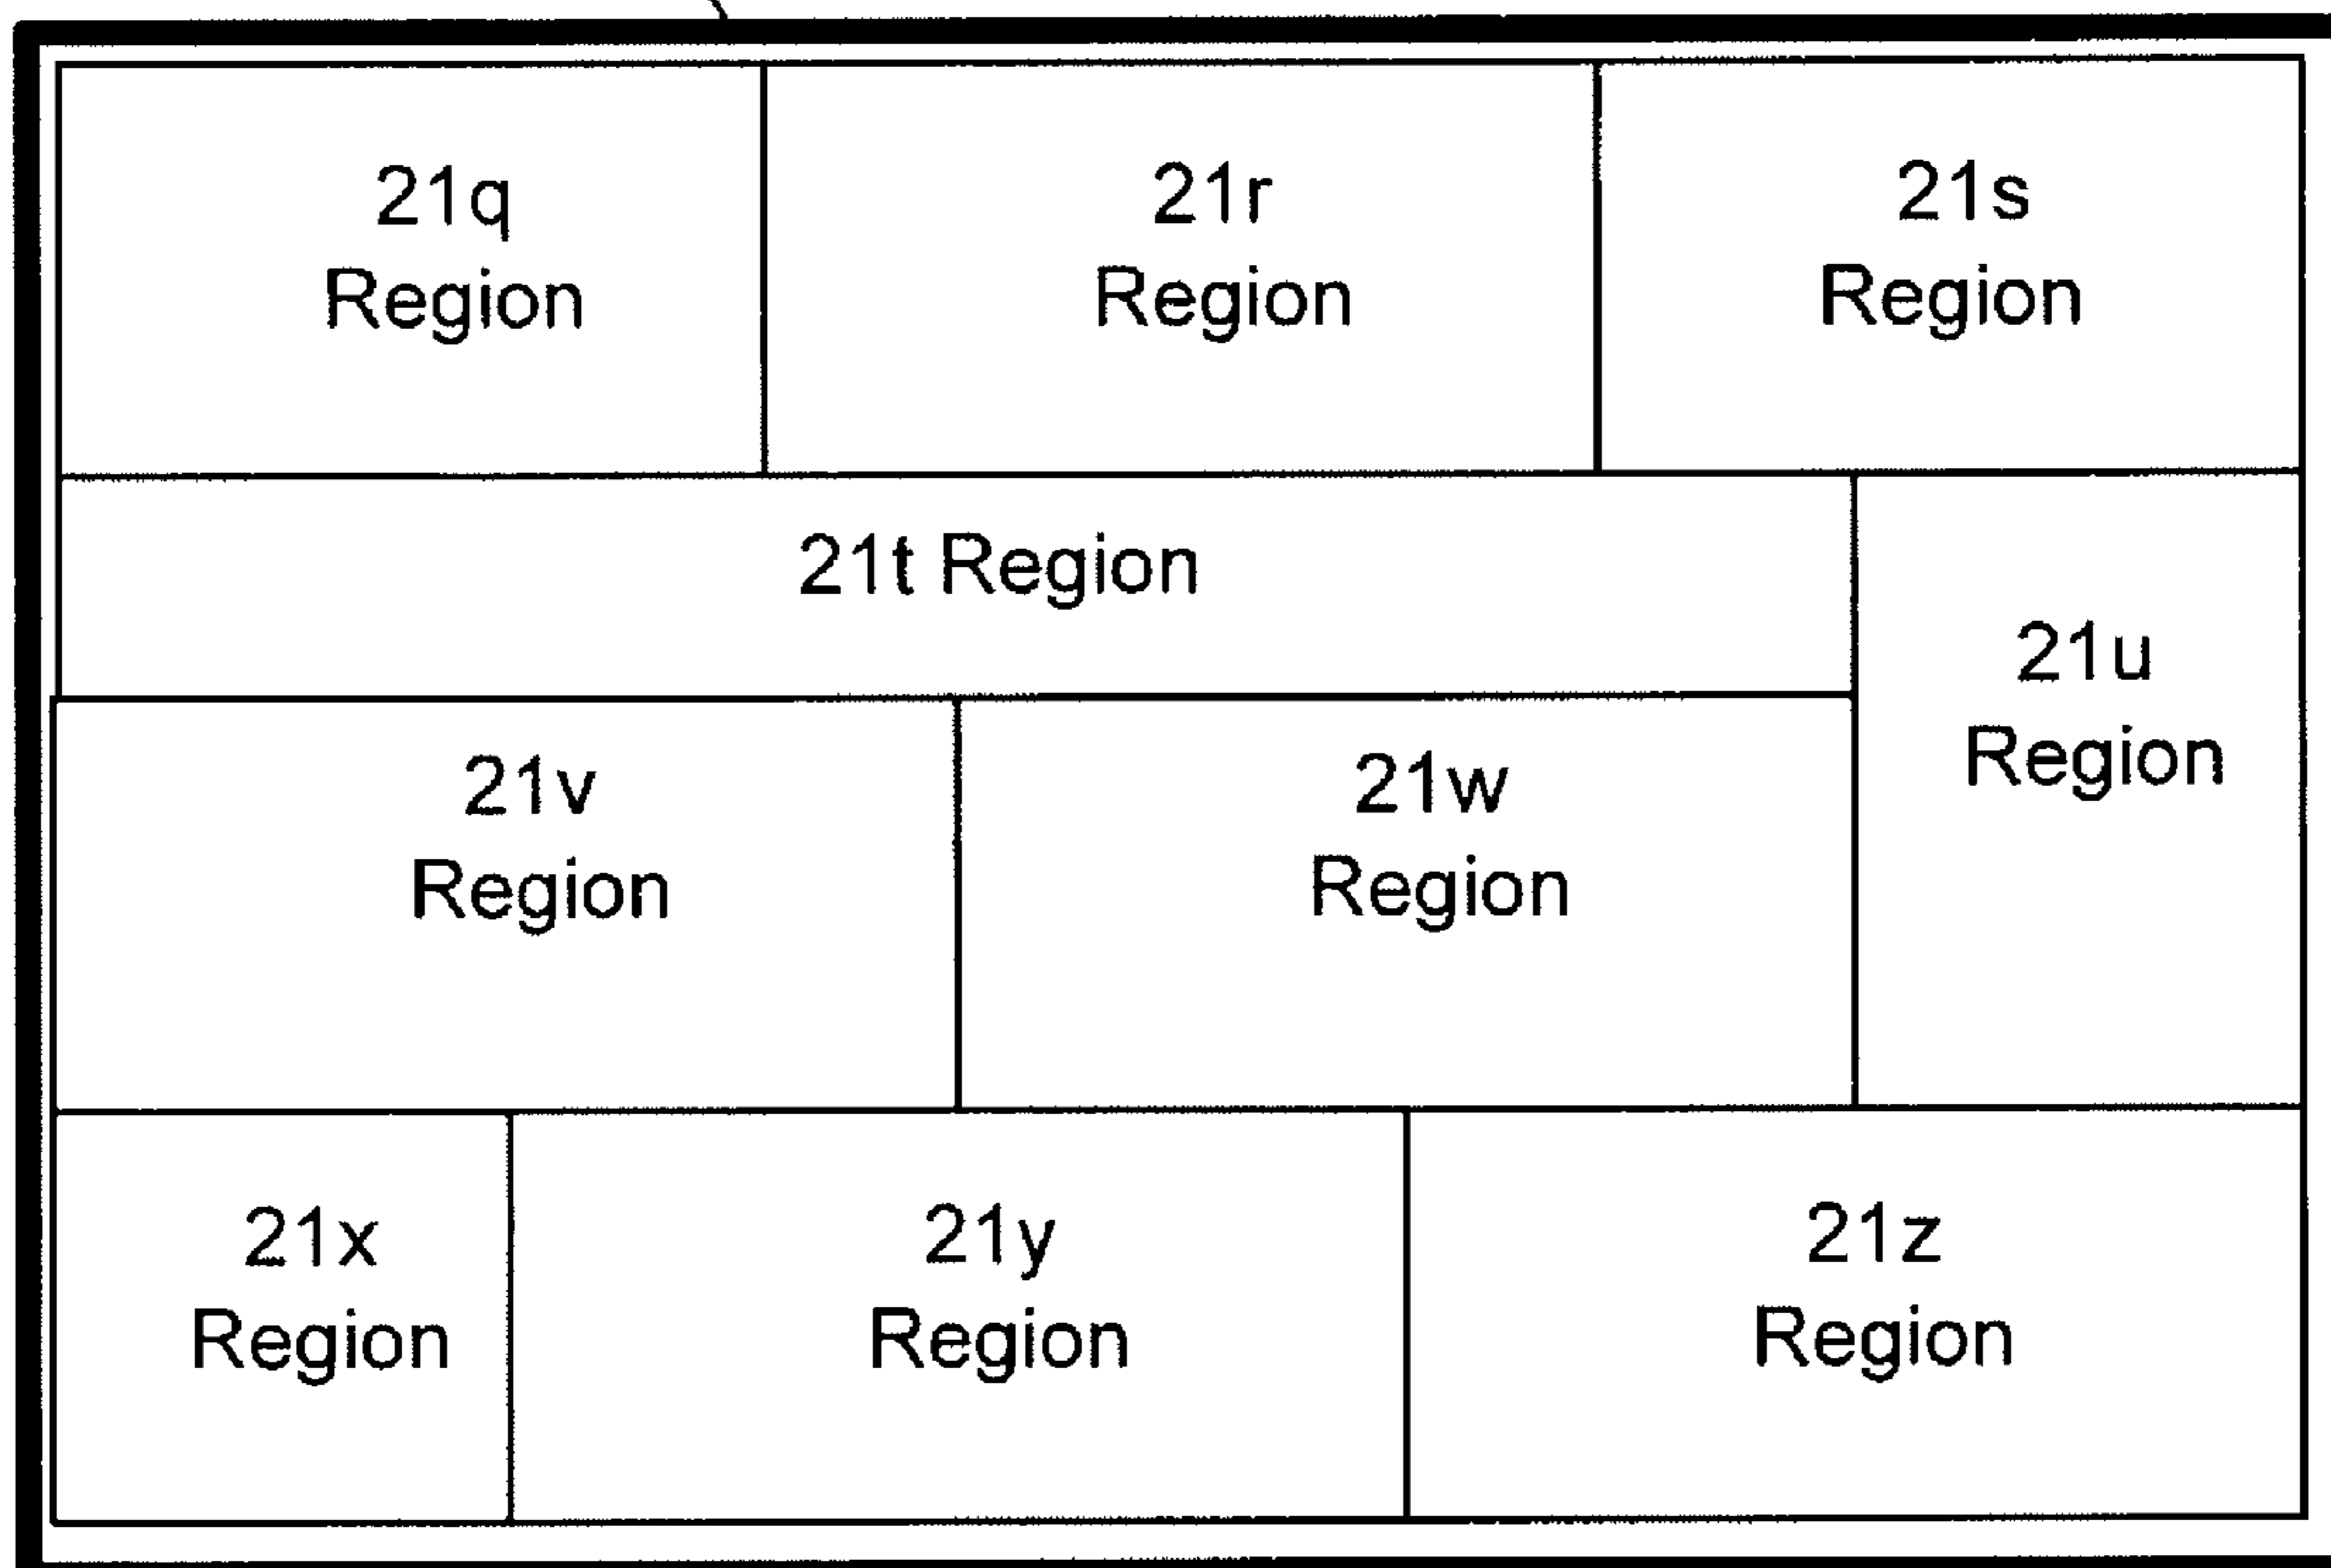 21q
Region
21r
Region
21s
Region
21t Region
21u
Region
21v
Region
21w
Region
21x
Region
21y
Region
21z
Region